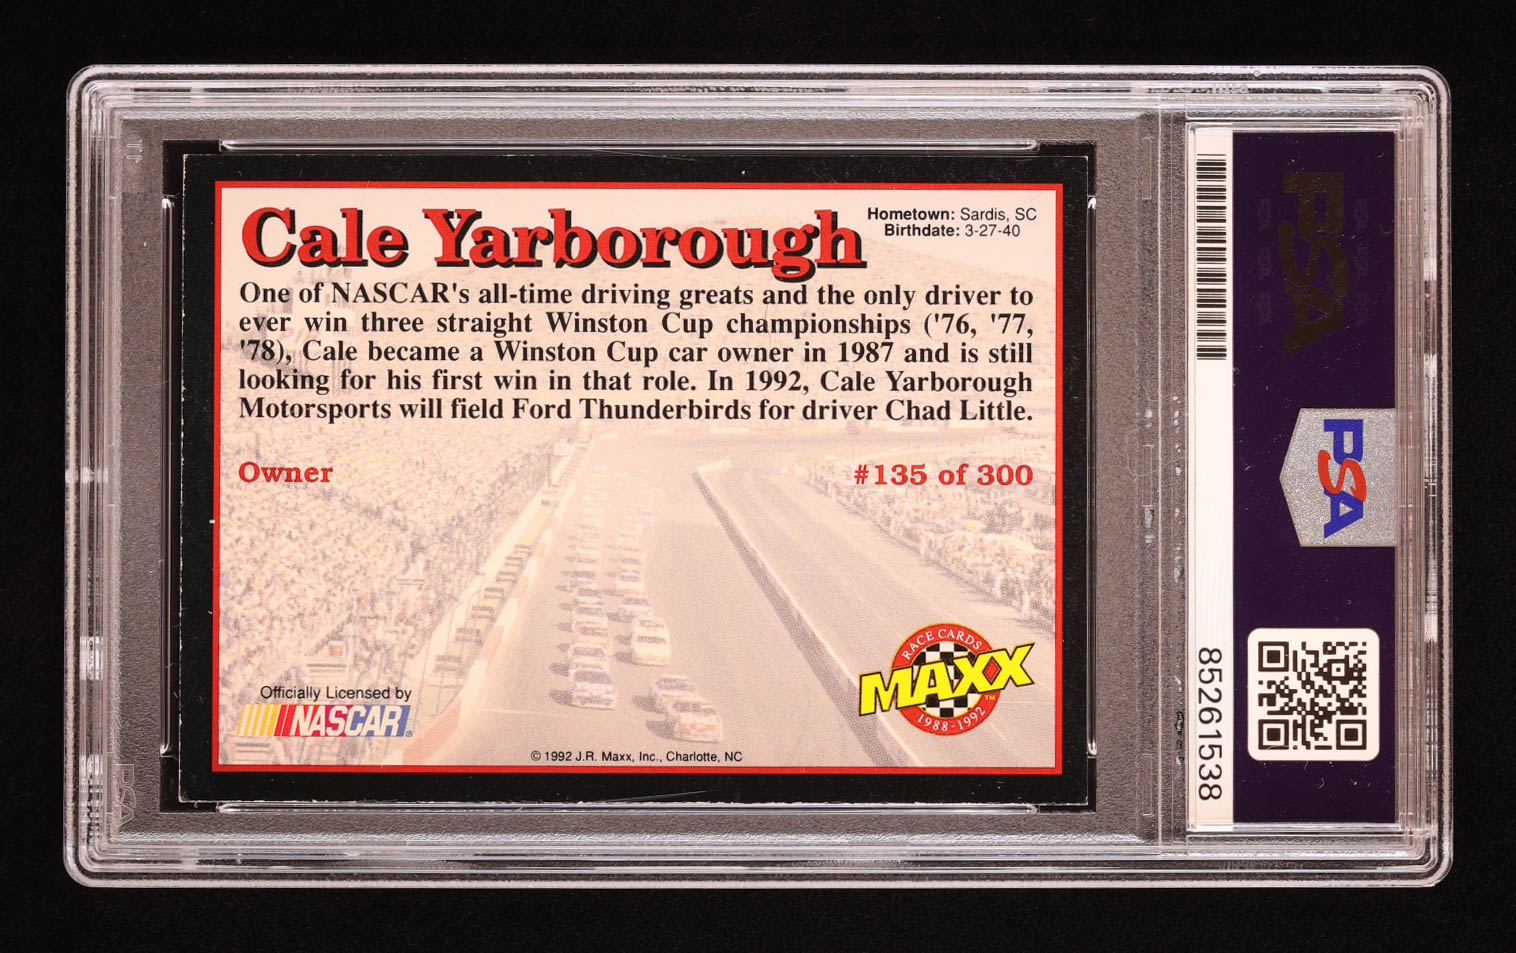 Cale Yarborough
Hometown: Sardis, SC
Birthdate: 3-27-40
One of NASCAR's all-time driving greats and the only driver to
ever win three straight Winston Cup championships ('76, '77,
'78), Cale became a Winston Cup car owner in 1987 and is still
looking for his first win in that role. In 1992, Cale Yarborough
Motorsports will field Ford Thunderbirds for driver Chad Little.
Owner
#135 of 300
Officially Licensed by
NASCAR®
RACE CARDS
MAXX™
1988-1992
© 1992 J.R. Maxx, Inc., Charlotte, NC
PSA
PSA
85261538
PSA